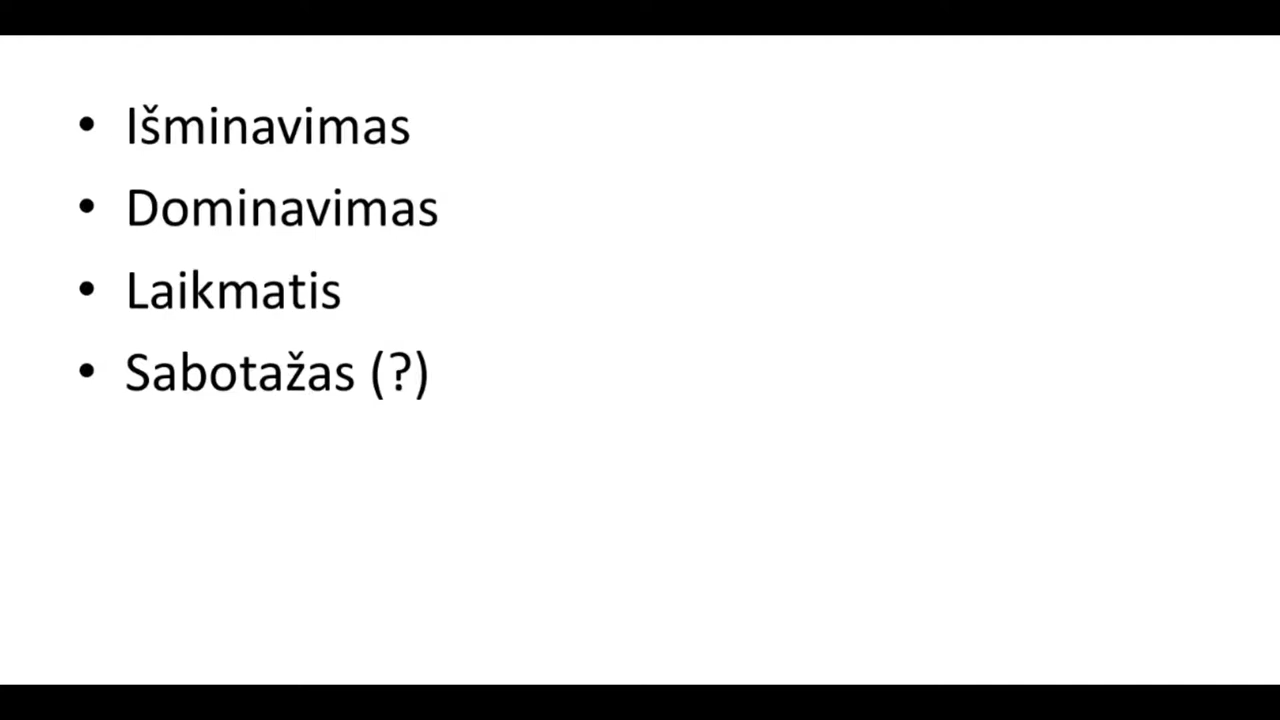 • Išminavimas
• Dominavimas
• Laikmatis
• Sabotažas (?)